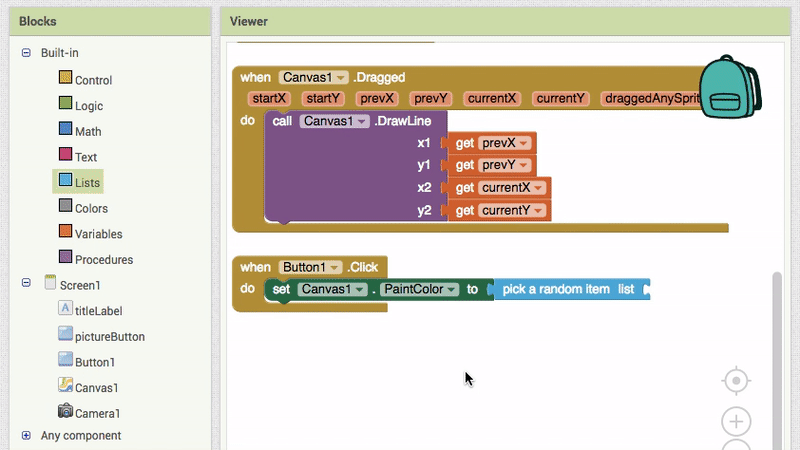 Blocks
Viewer
Built-in
Control
Logic
Math
Text
Lists
Colors
Variables
Procedures
Screen1
titleLabel
A
pictureButton
Button1
Canvas1
Camera1
Any component
when Canvas1 .Dragged
startX startY prevX prevY currentX currentY draggedAnySprit
do call Canvas1 .DrawLine
x1 get prevX
y1 get prevY
x2 get currentX
y2 get currentY
when Button1 .Click
do set Canvas1 . PaintColor to pick a random item list